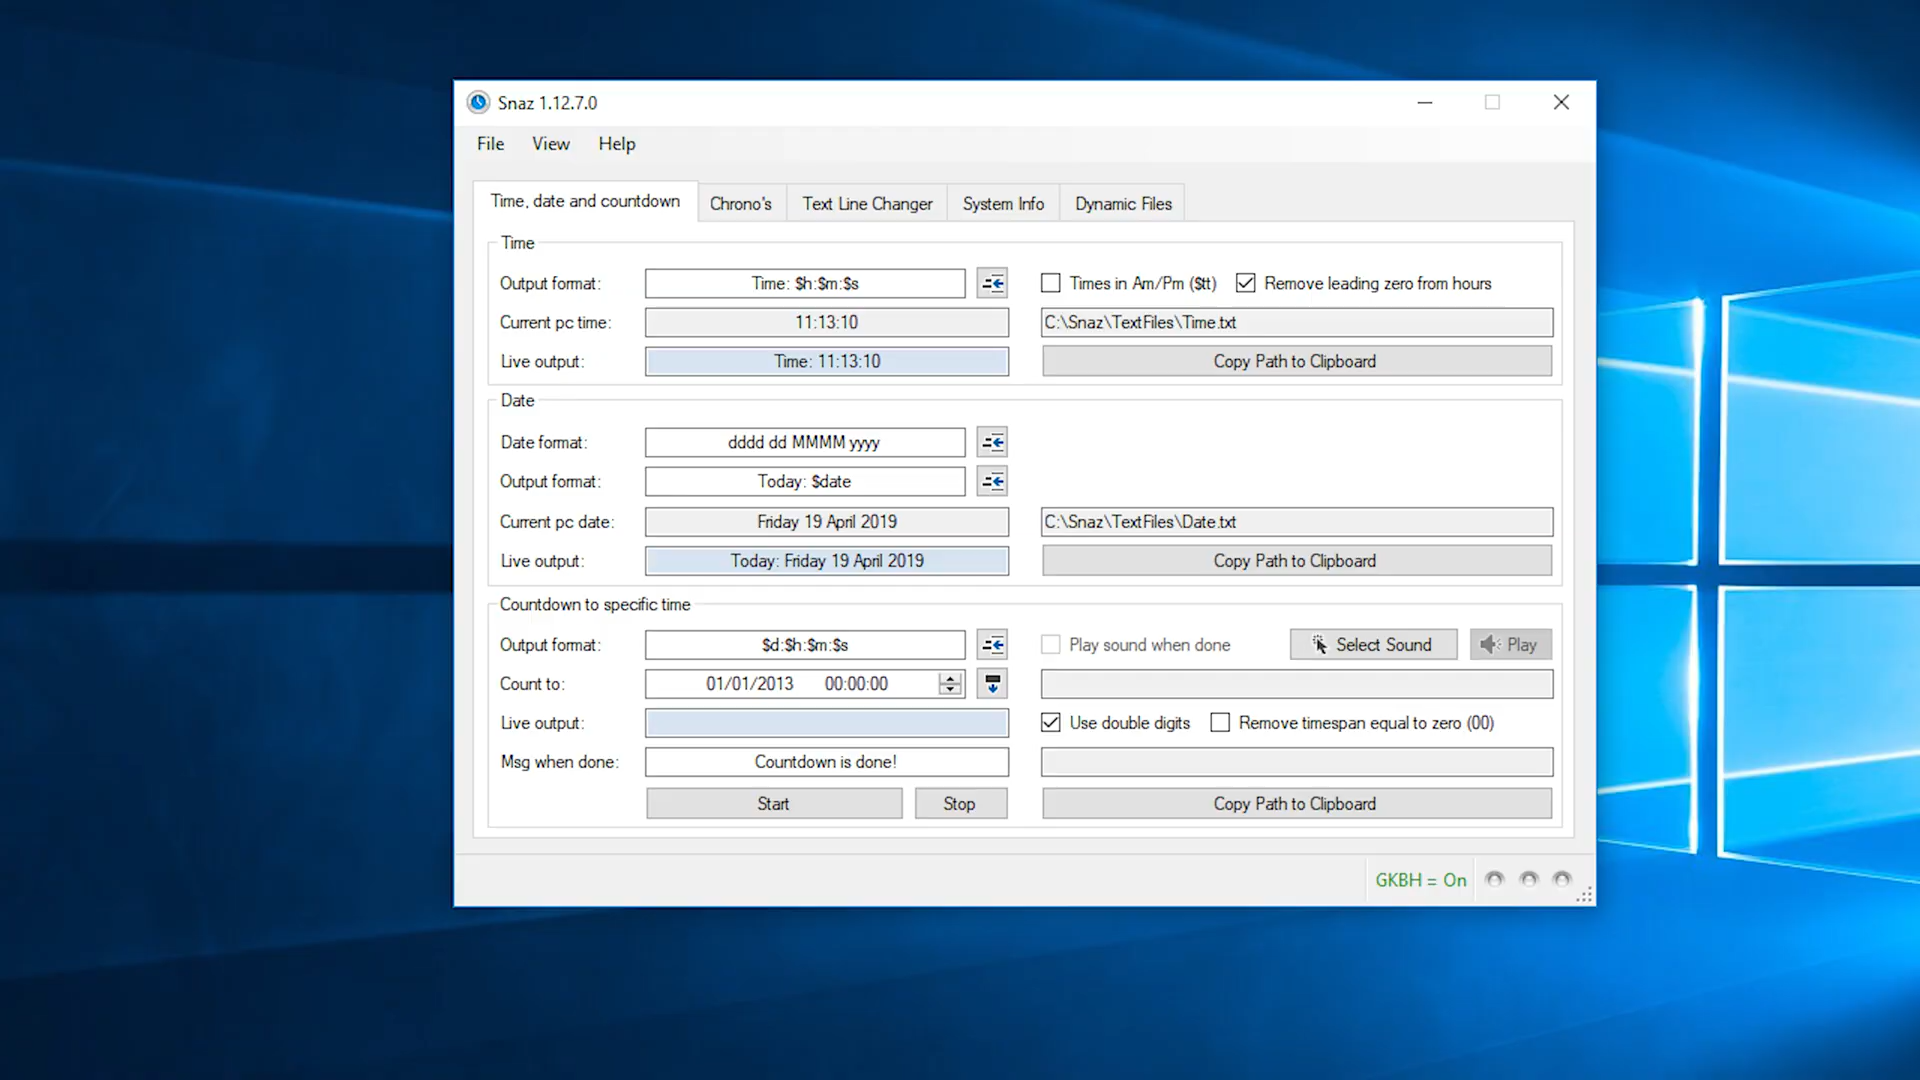 Snaz 1.12.7.0
File View Help
Time, date and countdown Chrono's Text Line Changer System Info Dynamic Files
Time
Output format: Time: $h:$m:$s Times in Am/Pm ($tt) Remove leading zero from hours
Current pc time: 11:13:10 C:\Snaz\TextFiles\Time.txt
Live output: Time: 11:13:10 Copy Path to Clipboard
Date
Date format: dddd dd MMMM yyyy
Output format: Today: $date
Current pc date: Friday 19 April 2019 C:\Snaz\TextFiles\Date.txt
Live output: Today: Friday 19 April 2019 Copy Path to Clipboard
Countdown to specific time
Output format: $d:$h:$m:$s Play sound when done Select Sound Play
Count to: 01/01/2013 00:00:00
Live output: Use double digits Remove timespan equal to zero (00)
Msg when done: Countdown is done!
Start Stop Copy Path to Clipboard
GKBH = On